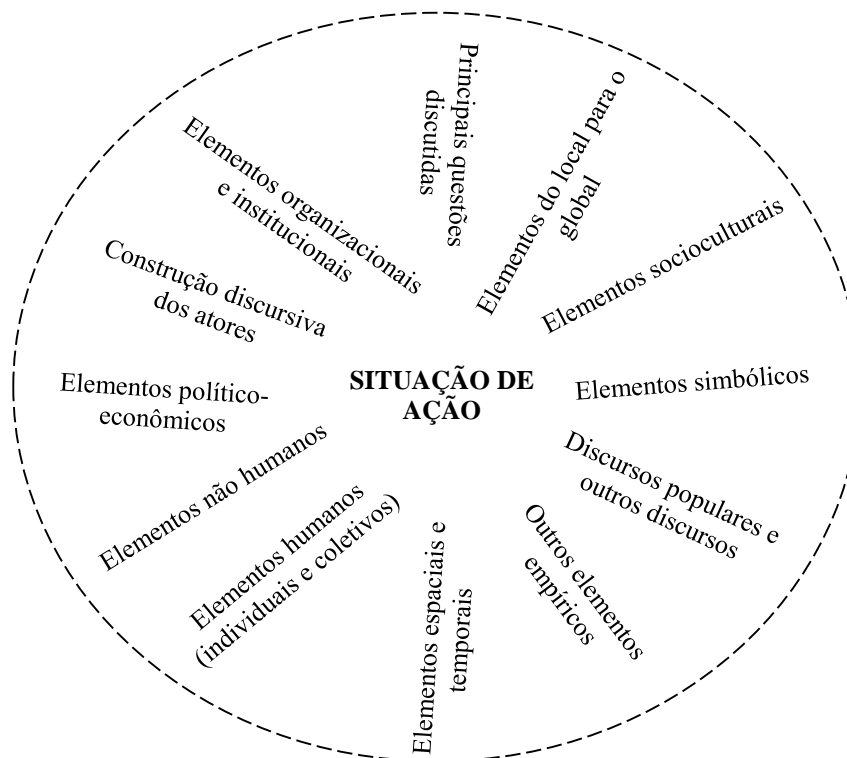 Principais questões
discutidas
Elementos do local para o
global
Elementos socioculturais
Elementos simbólicos
Discursos populares e
outros discursos
Outros elementos
empíricos
Elementos espaciais e
temporais
Elementos humanos
(individuais e coletivos)
Elementos não humanos
Elementos político-
econômicos
Construção discursiva
dos atores
Elementos organizacionais
e institucionais
SITUAÇÃO DE
AÇÃO